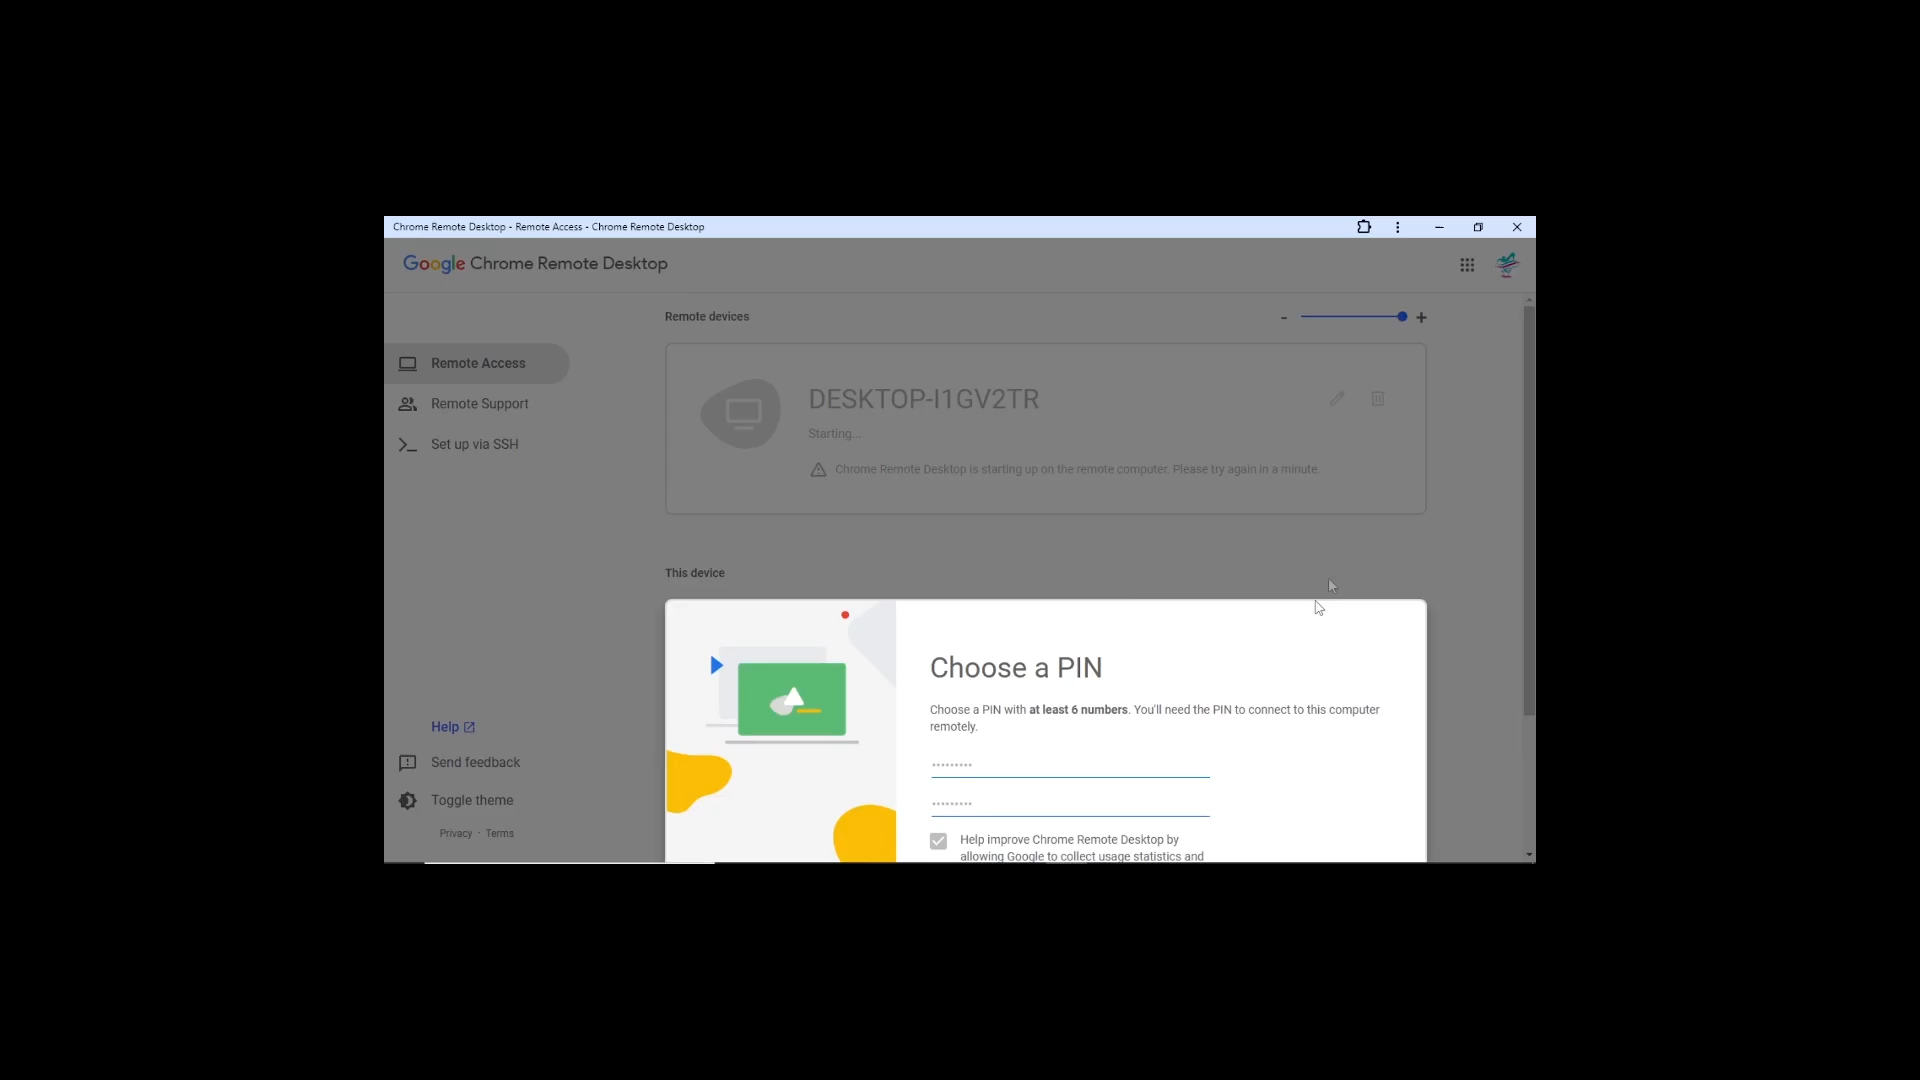 Chrome Remote Desktop - Remote Access - Chrome Remote Desktop
Google Chrome Remote Desktop
Remote devices
- +
Remote Access
Remote Support
Set up via SSH
DESKTOP-I1GV2TR
Starting...
Chrome Remote Desktop is starting up on the remote computer. Please try again in a minute.
This device
Choose a PIN
Choose a PIN with at least 6 numbers. You'll need the PIN to connect to this computer
remotely.
Help improve Chrome Remote Desktop by
allowing Google to collect usage statistics and
Help
Send feedback
Toggle theme
Privacy · Terms